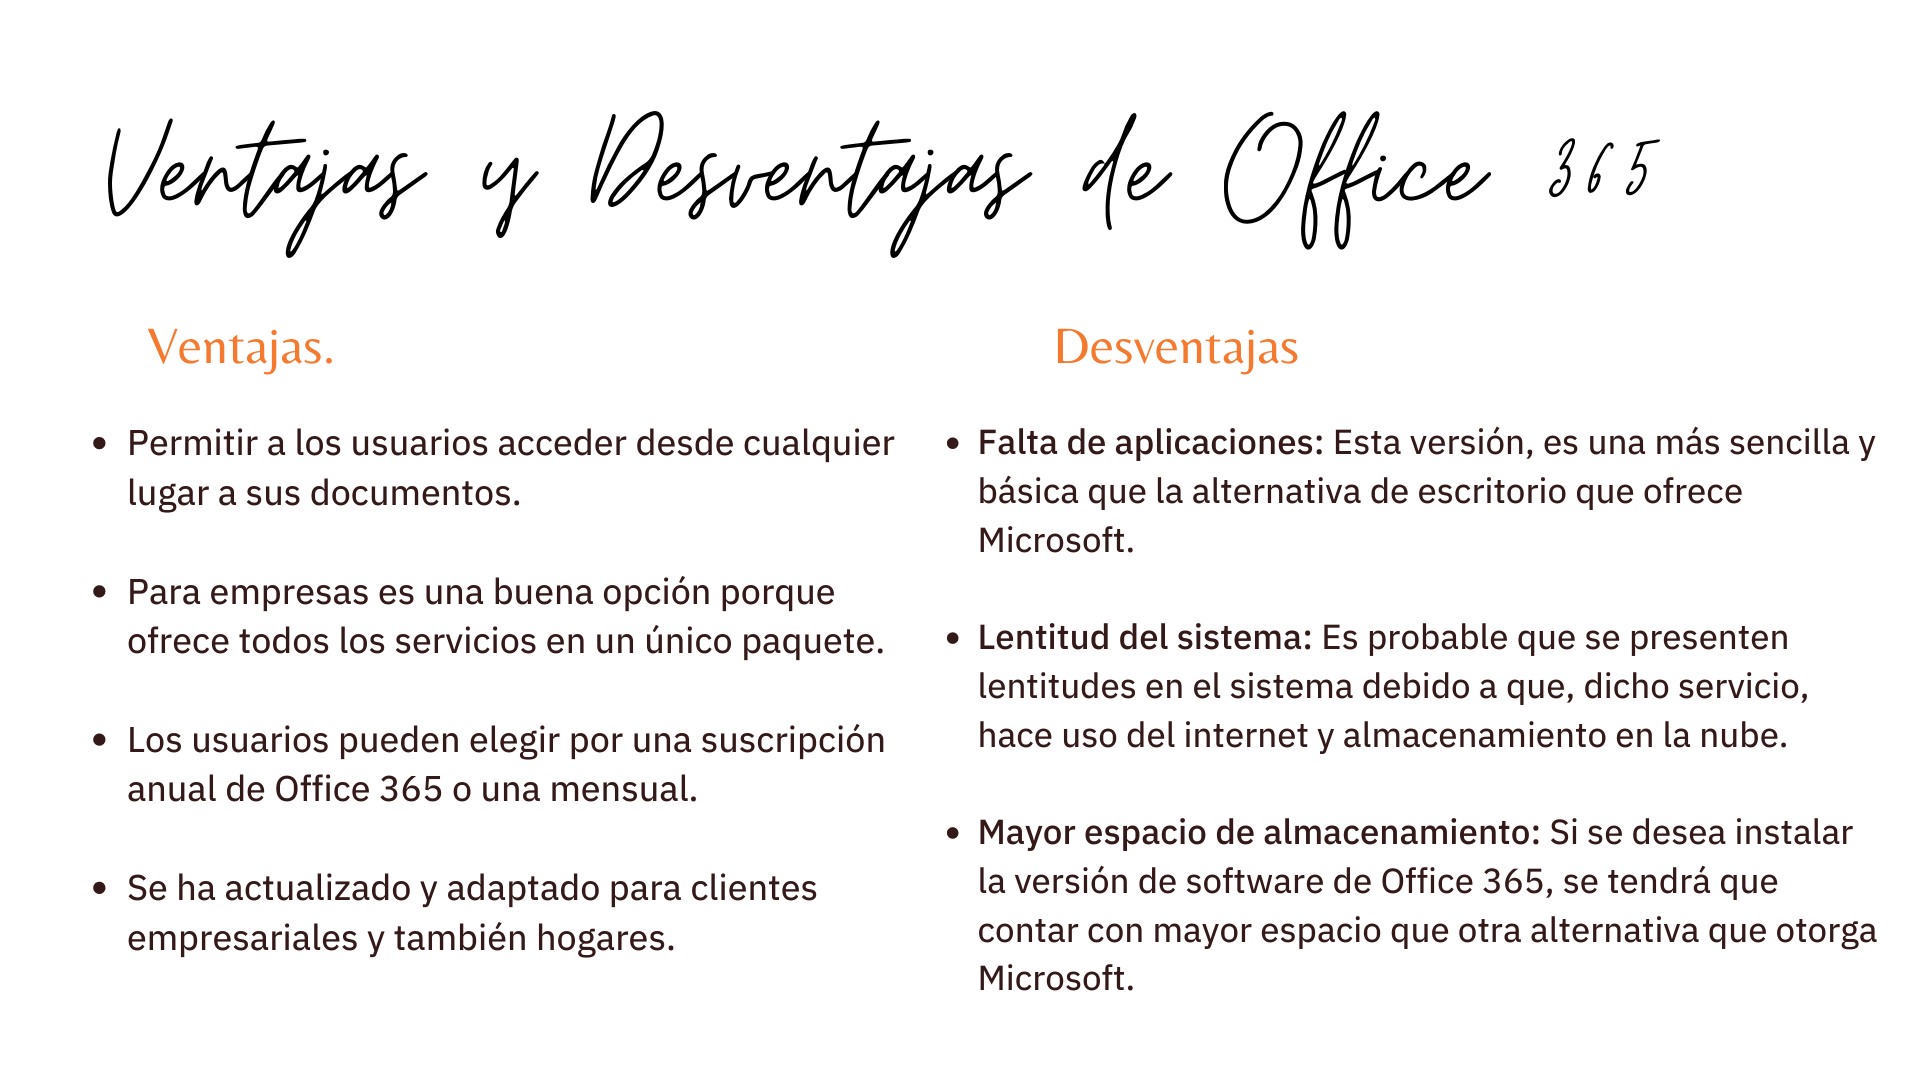 Ventajas y Desventajas de Office 365
Ventajas.
• Permitir a los usuarios acceder desde cualquier
lugar a sus documentos.
• Para empresas es una buena opción porque
ofrece todos los servicios en un único paquete.
• Los usuarios pueden elegir por una suscripción
anual de Office 365 o una mensual.
• Se ha actualizado y adaptado para clientes
empresariales y también hogares.
Desventajas
• Falta de aplicaciones: Esta versión, es una más sencilla y
básica que la alternativa de escritorio que ofrece
Microsoft.
• Lentitud del sistema: Es probable que se presenten
lentitudes en el sistema debido a que, dicho servicio,
hace uso del internet y almacenamiento en la nube.
• Mayor espacio de almacenamiento: Si se desea instalar
la versión de software de Office 365, se tendrá que
contar con mayor espacio que otra alternativa que otorga
Microsoft.